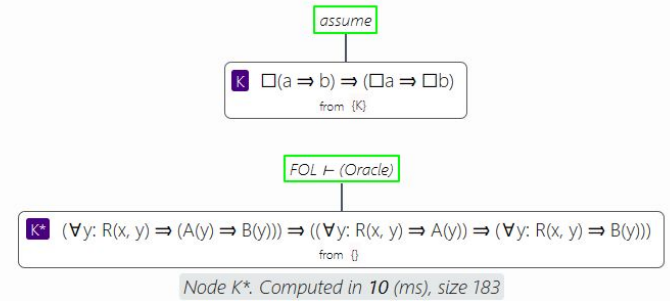 assume
K □(a ⇒ b) ⇒ (□a ⇒ □b)
from {K}
FOL ⊢ (Oracle)
K* (∀y: R(x, y) ⇒ (A(y) ⇒ B(y))) ⇒ ((∀y: R(x, y) ⇒ A(y)) ⇒ (∀y: R(x, y) ⇒ B(y)))
from {}
Node K*. Computed in 10 (ms), size 183